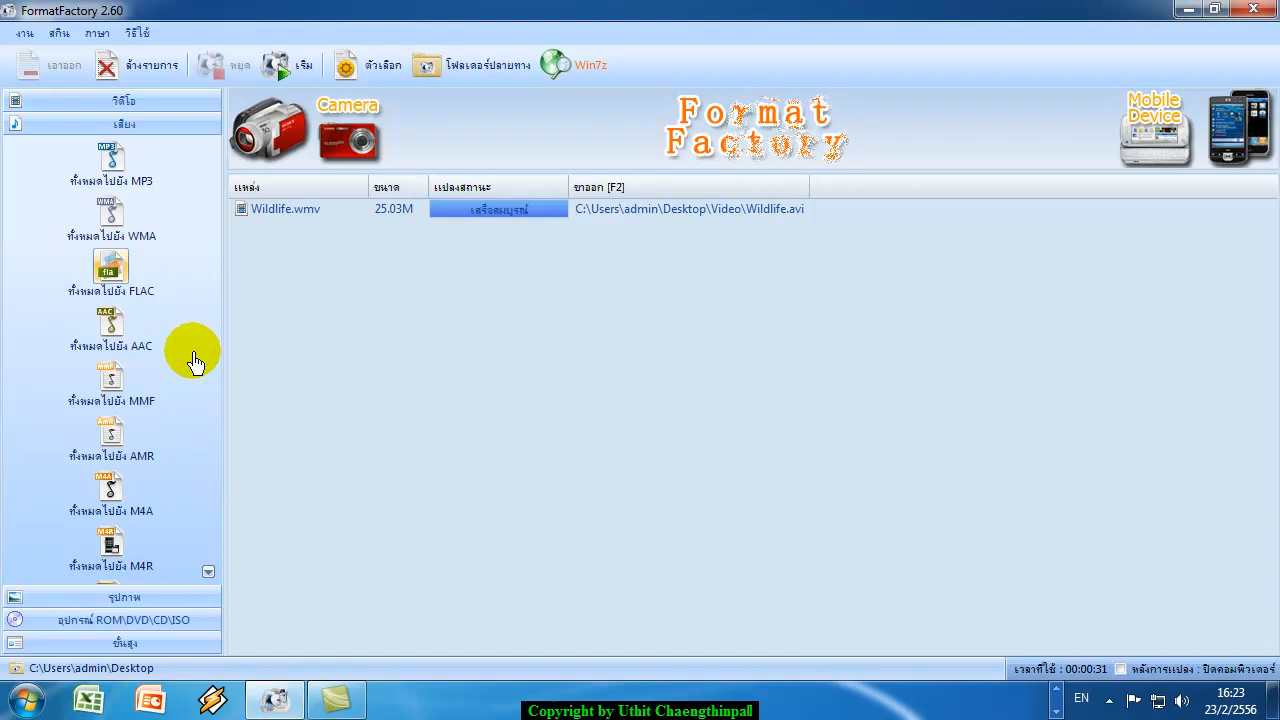 FormatFactory 2.60
งาน สกิน ภาษา วิธีใช้
เอาออก ล้างรายการ หยุด เริ่ม ตัวเลือก โฟลเดอร์ปลายทาง Win7z
วิดีโอ
เสียง
MP3
ทั้งหมดไปยัง MP3
WMA
ทั้งหมดไปยัง WMA
fla
ทั้งหมดไปยัง FLAC
AAC
ทั้งหมดไปยัง AAC
MMF
ทั้งหมดไปยัง MMF
AMR
ทั้งหมดไปยัง AMR
M4A
ทั้งหมดไปยัง M4A
M4R
ทั้งหมดไปยัง M4R
รูปภาพ
อุปกรณ์ ROM\DVD\CD\ISO
ขั้นสูง
Camera
Format
Factory
Mobile
Device
แหล่ง ขนาด แปลงสถานะ ขาออก [F2]
Wildlife.wmv 25.03M เสร็จสมบูรณ์ C:\Users\admin\Desktop\Video\Wildlife.avi
C:\Users\admin\Desktop เวลาที่ใช้ : 00:00:31 หลังการแปลง : ปิดคอมพิวเตอร์
EN 16:23
23/2/2556
Copyright by Uthit Chaengthinpall